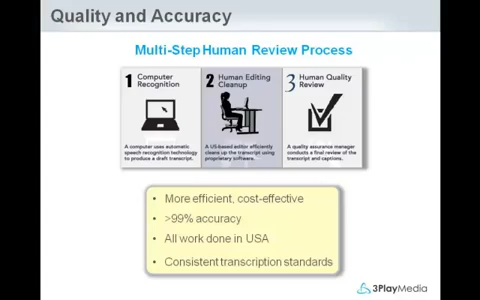 Quality and Accuracy
Multi-Step Human Review Process
1 Computer
Recognition
A computer uses automatic
speech recognition technology
to produce a draft transcript.
2 Human Editing
Cleanup
A US-based editor efficiently
cleans up the transcript using
proprietary software.
3 Human Quality
Review
A quality assurance manager
conducts a final review of the
transcript and captions.
• More efficient, cost-effective
• >99% accuracy
• All work done in USA
• Consistent transcription standards
3PlayMedia